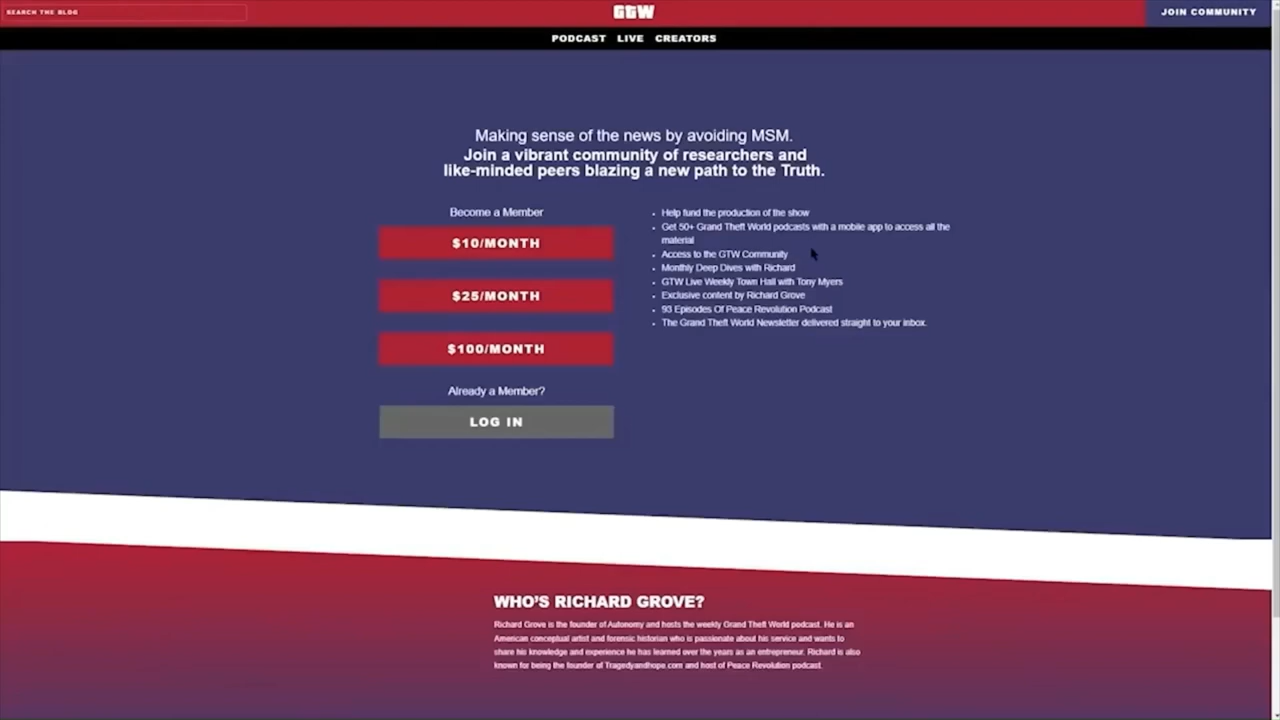 SEARCH THE BLOG
GTW
JOIN COMMUNITY
PODCAST LIVE CREATORS
Making sense of the news by avoiding MSM.
Join a vibrant community of researchers and
like-minded peers blazing a new path to the Truth.
Become a Member
$10/MONTH
$25/MONTH
$100/MONTH
Already a Member?
LOG IN
• Help fund the production of the show
• Get 50+ Grand Theft World podcasts with a mobile app to access all the
material
• Access to the GTW Community
• Monthly Deep Dives with Richard
• GTW Live Weekly Town Hall with Tony Myers
• Exclusive content by Richard Grove
• 93 Episodes Of Peace Revolution Podcast
• The Grand Theft World Newsletter delivered straight to your inbox.
WHO'S RICHARD GROVE?
Richard Grove is the founder of Autonomy and hosts the weekly Grand Theft World podcast. He is an
American conceptual artist and forensic historian who is passionate about his service and wants to
share his knowledge and experience he has learned over the years as an entrepreneur. Richard is also
known for being the founder of Tragedyandhope.com and host of Peace Revolution podcast.